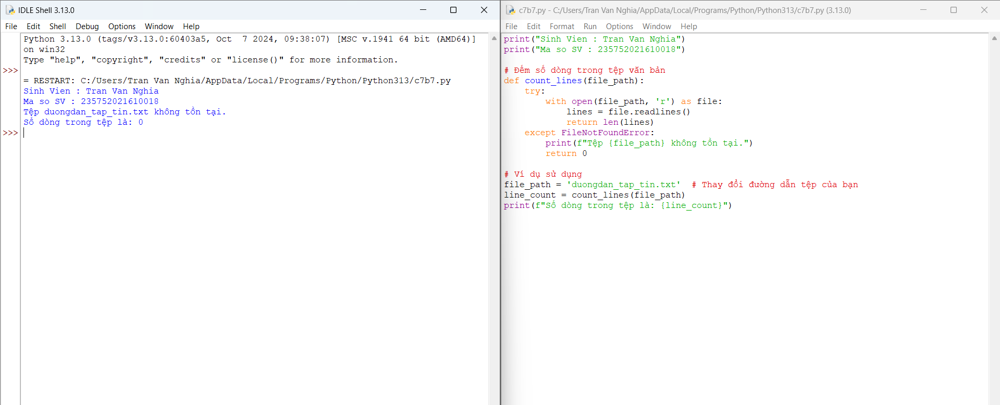 IDLE Shell 3.13.0
File Edit Shell Debug Options Window Help
Python 3.13.0 (tags/v3.13.0:60403a5, Oct  7 2024, 09:38:07) [MSC v.1941 64 bit (AMD64)]
on win32
Type "help", "copyright", "credits" or "license()" for more information.
>>>
= RESTART: C:/Users/Tran Van Nghia/AppData/Local/Programs/Python/Python313/c7b7.py
Sinh Vien : Tran Van Nghia
Ma so SV : 235752021610018
Tệp duongdan_tap_tin.txt không tồn tại.
Số dòng trong tệp là: 0
>>>
c7b7.py - C:/Users/Tran Van Nghia/AppData/Local/Programs/Python/Python313/c7b7.py (3.13.0)
File Edit Format Run Options Window Help
print("Sinh Vien : Tran Van Nghia")
print("Ma so SV : 235752021610018")
# Đếm số dòng trong tệp văn bản
def count_lines(file_path):
    try:
        with open(file_path, 'r') as file:
            lines = file.readlines()
            return len(lines)
    except FileNotFoundError:
        print(f"Tệp {file_path} không tồn tại.")
        return 0
# Ví dụ sử dụng
file_path = 'duongdan_tap_tin.txt'  # Thay đổi đường dẫn tệp của bạn
line_count = count_lines(file_path)
print(f"Số dòng trong tệp là: {line_count}")